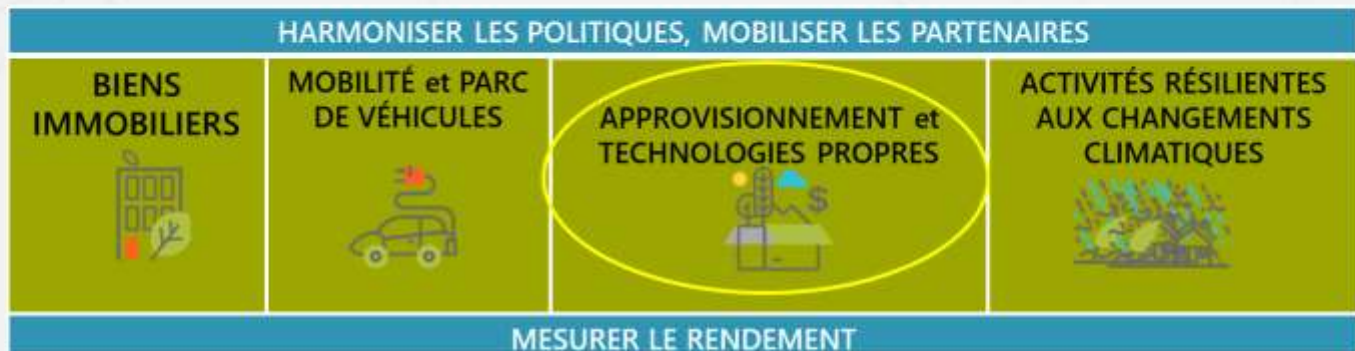 HARMONISER LES POLITIQUES, MOBILISER LES PARTENAIRES
BIENS
IMMOBILIERS
MOBILITÉ et PARC
DE VÉHICULES
APPROVISIONNEMENT et
TECHNOLOGIES PROPRES
$
ACTIVITÉS RÉSILIENTES
AUX CHANGEMENTS
CLIMATIQUES
MESURER LE RENDEMENT